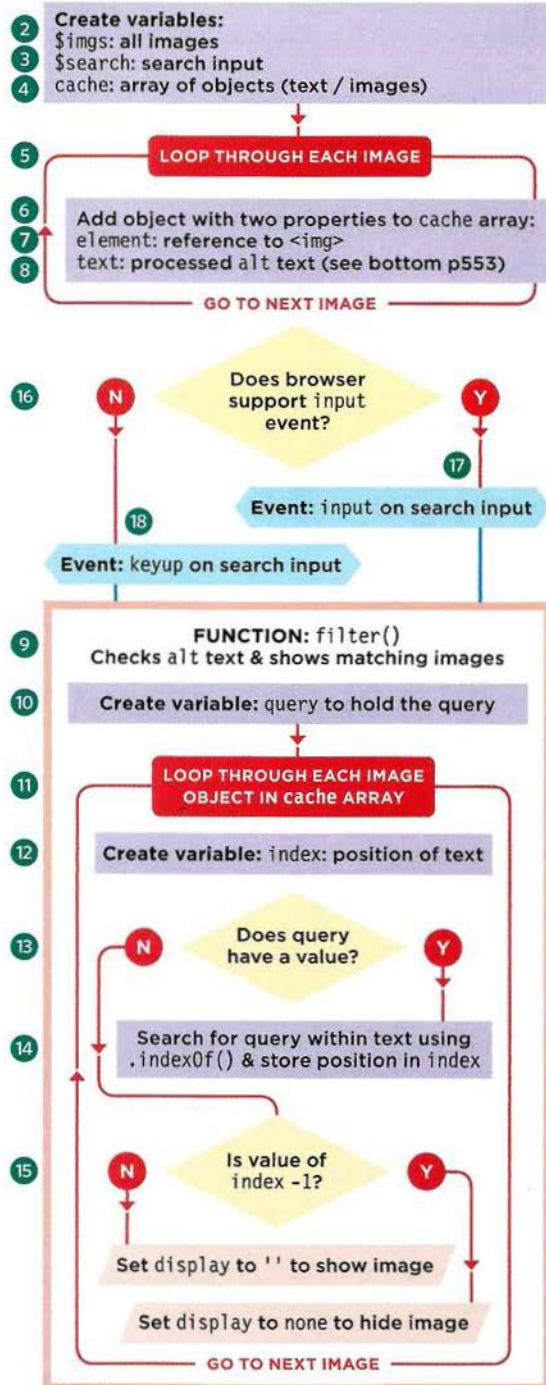 2
3
4
Create variables:
$imgs: all images
$search: search input
cache: array of objects (text / images)
5
LOOP THROUGH EACH IMAGE
6
7
8
Add object with two properties to cache array:
element: reference to <img>
text: processed alt text (see bottom p553)
GO TO NEXT IMAGE
16
N
Does browser
support input
event?
Y
17
Event: input on search input
18
Event: keyup on search input
9
FUNCTION: filter()
Checks alt text & shows matching images
10
Create variable: query to hold the query
11
LOOP THROUGH EACH IMAGE
OBJECT IN cache ARRAY
12
Create variable: index: position of text
13
N
Does query
have a value?
Y
14
Search for query within text using
.indexOf() & store position in index
15
N
Is value of
index -1?
Y
Set display to '' to show image
Set display to none to hide image
GO TO NEXT IMAGE